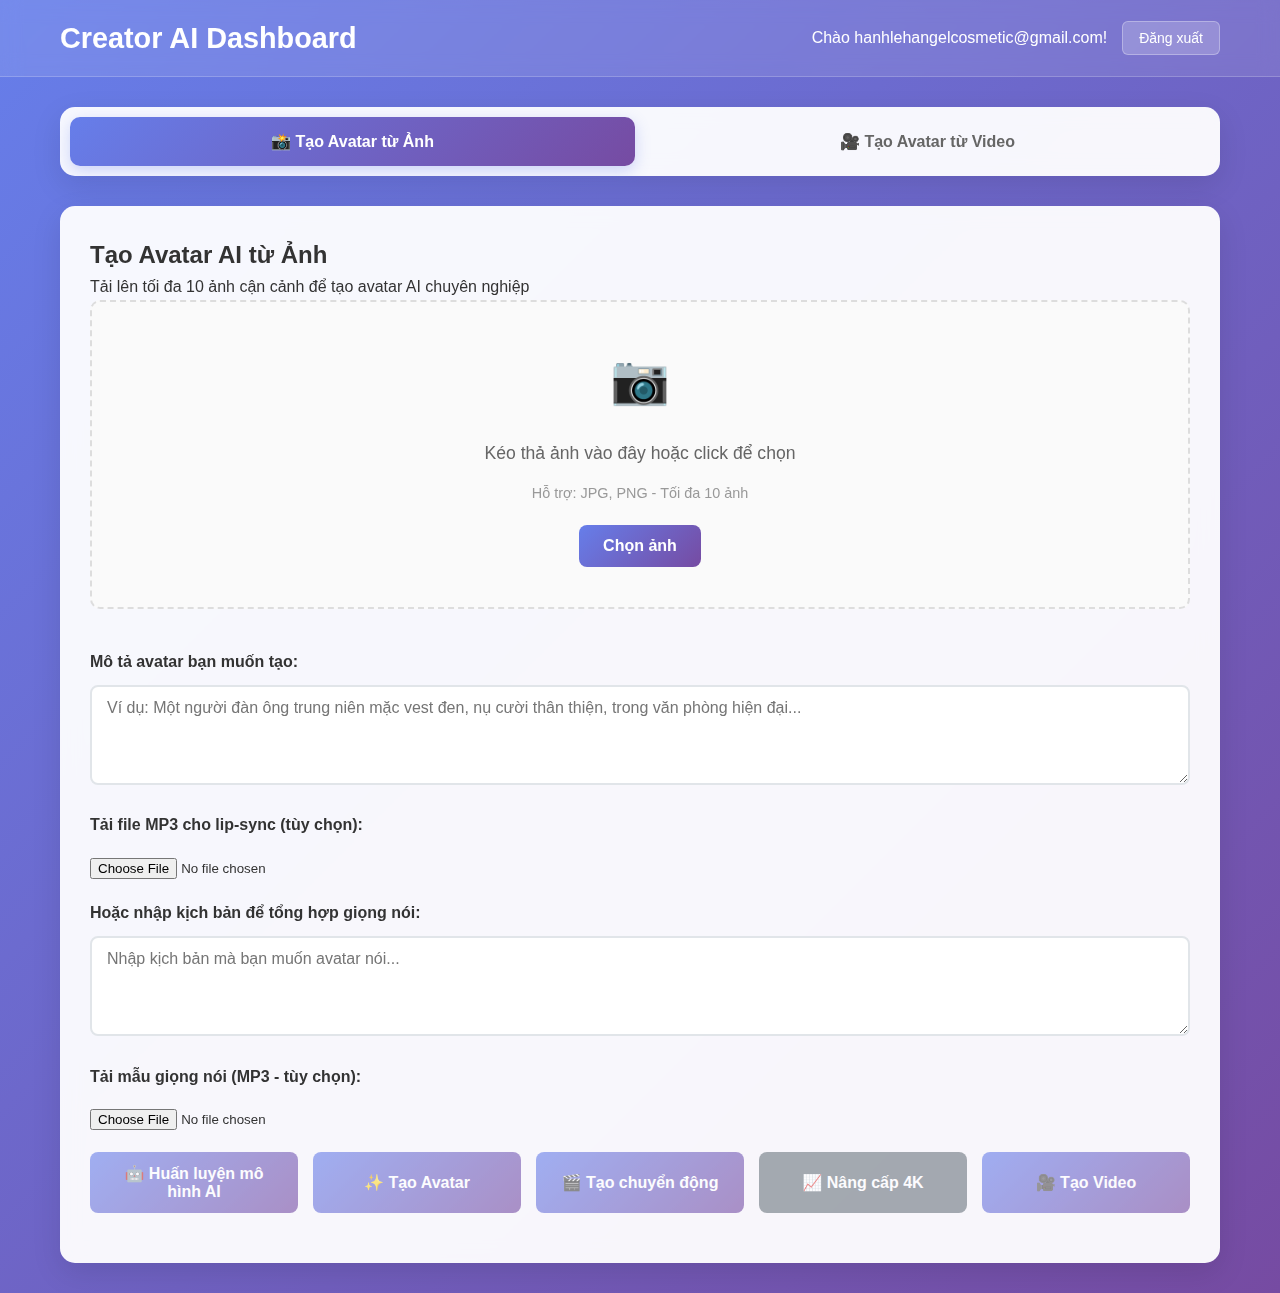 Creator AI Dashboard
Chào hanhlehangelcosmetic@gmail.com!
Đăng xuất
📸 Tạo Avatar từ Ảnh
🎥 Tạo Avatar từ Video
Tạo Avatar AI từ Ảnh
Tải lên tối đa 10 ảnh cận cảnh để tạo avatar AI chuyên nghiệp
Kéo thả ảnh vào đây hoặc click để chọn
Hỗ trợ: JPG, PNG - Tối đa 10 ảnh
Chọn ảnh
Mô tả avatar bạn muốn tạo:
Ví dụ: Một người đàn ông trung niên mặc vest đen, nụ cười thân thiện, trong văn phòng hiện đại...
Tải file MP3 cho lip-sync (tùy chọn):
Choose File No file chosen
Hoặc nhập kịch bản để tổng hợp giọng nói:
Nhập kịch bản mà bạn muốn avatar nói...
Tải mẫu giọng nói (MP3 - tùy chọn):
Choose File No file chosen
🤖 Huấn luyện mô
hình AI
✨ Tạo Avatar
🎬 Tạo chuyển động
📈 Nâng cấp 4K
🎥 Tạo Video